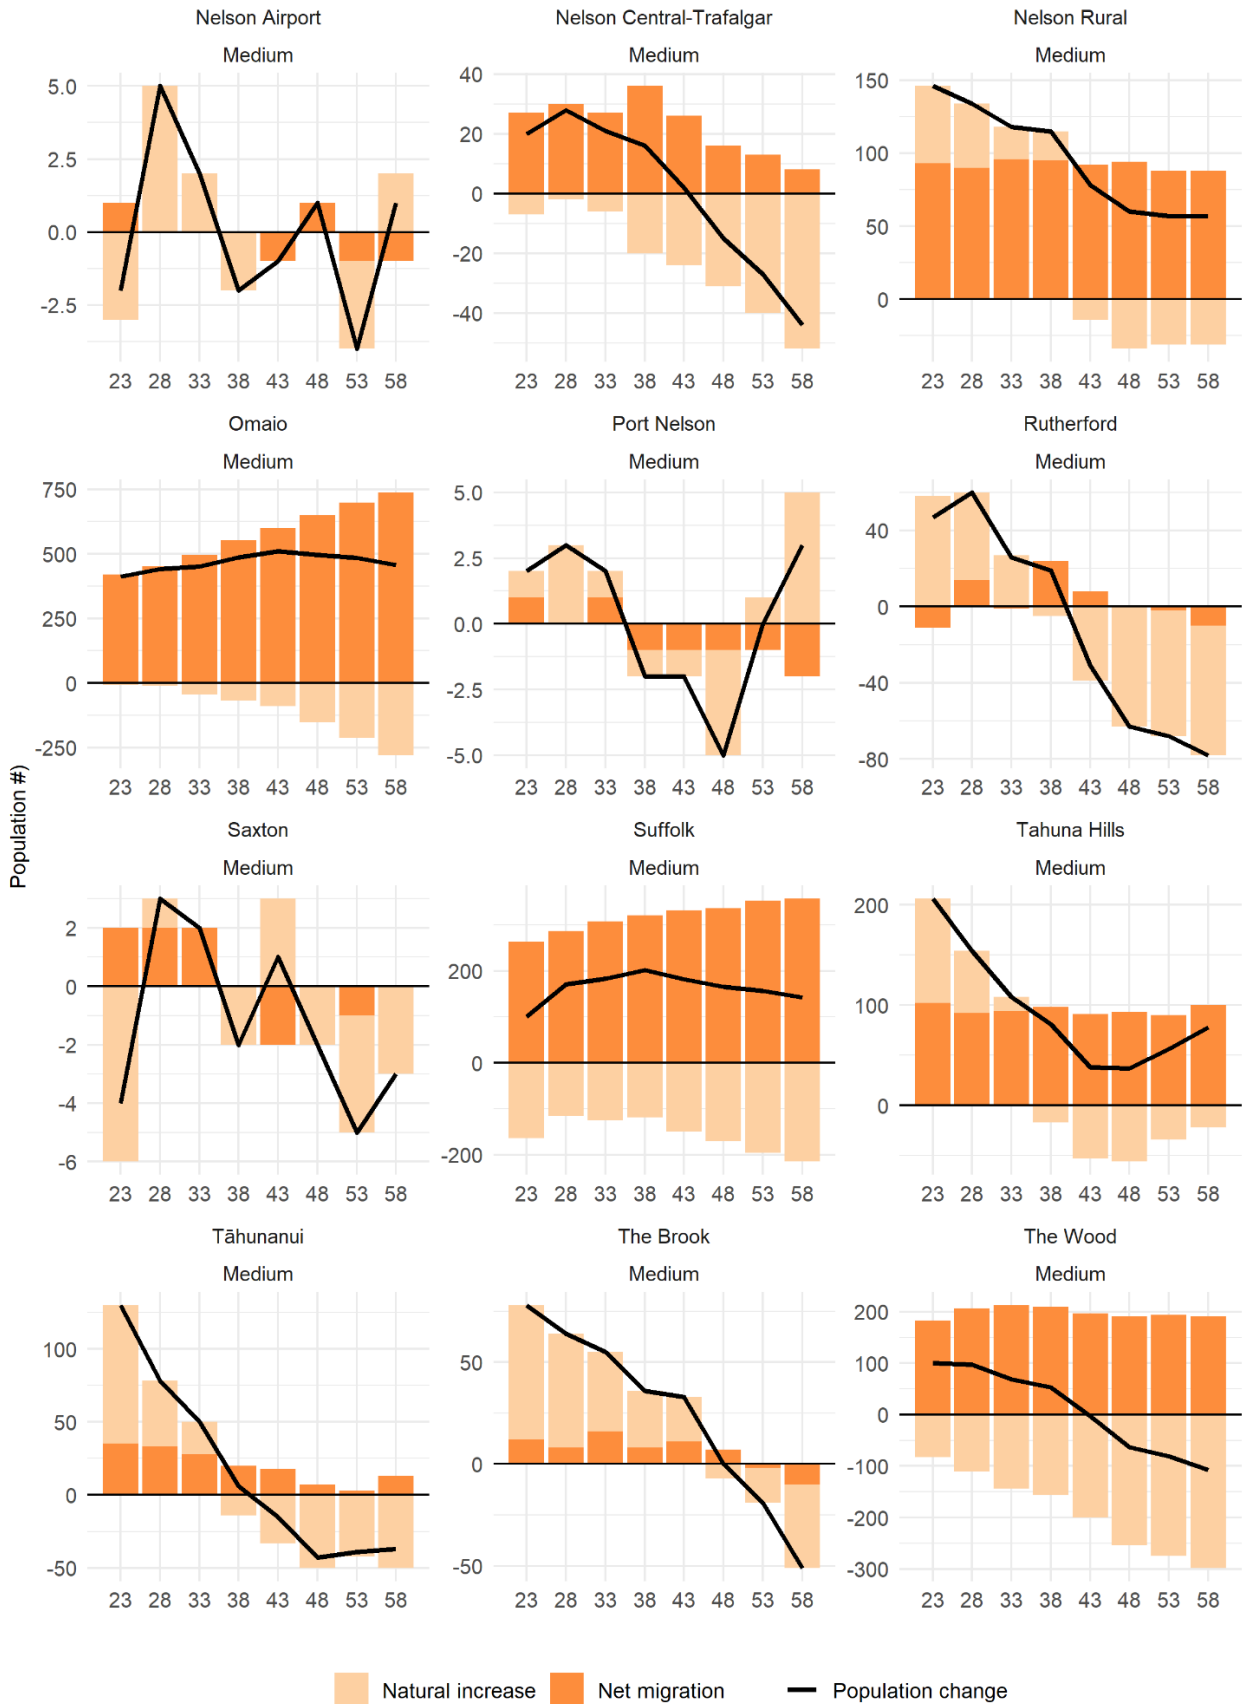 Nelson Airport
Nelson Central-Trafalgar
Nelson Rural
Medium
Medium
Medium
5.0
2.5
0.0
-2.5
40
20
0
-20
-40
150
100
50
0
23 28 33 38 43 48 53 58
23 28 33 38 43 48 53 58
23 28 33 38 43 48 53 58
Omaio
Port Nelson
Rutherford
Medium
Medium
Medium
750
500
250
0
-250
5.0
2.5
0.0
-2.5
-5.0
40
0
-40
-80
23 28 33 38 43 48 53 58
23 28 33 38 43 48 53 58
23 28 33 38 43 48 53 58
Population #)
Saxton
Suffolk
Tahuna Hills
Medium
Medium
Medium
2
0
-2
-4
-6
200
0
-200
200
100
0
23 28 33 38 43 48 53 58
23 28 33 38 43 48 53 58
23 28 33 38 43 48 53 58
Tāhunanui
The Brook
The Wood
Medium
Medium
Medium
100
50
0
-50
50
0
-50
200
100
0
-100
-200
-300
23 28 33 38 43 48 53 58
23 28 33 38 43 48 53 58
23 28 33 38 43 48 53 58
Natural increase
Net migration
Population change